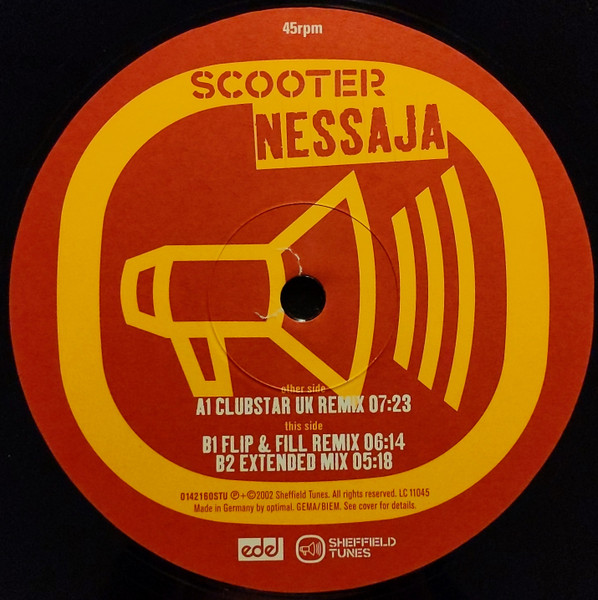 45rpm
SCOOTER
NESSAJA
other side
A1 CLUBSTAR UK REMIX 07:23
this side
B1 FLIP & FILL REMIX 06:14
B2 EXTENDED MIX 05:18
0142160STU ℗+©2002 Sheffield Tunes. All rights reserved. LC 11045
Made in Germany by optimal. GEMA/BIEM. See cover for details.
edel
SHEFFIELD
TUNES